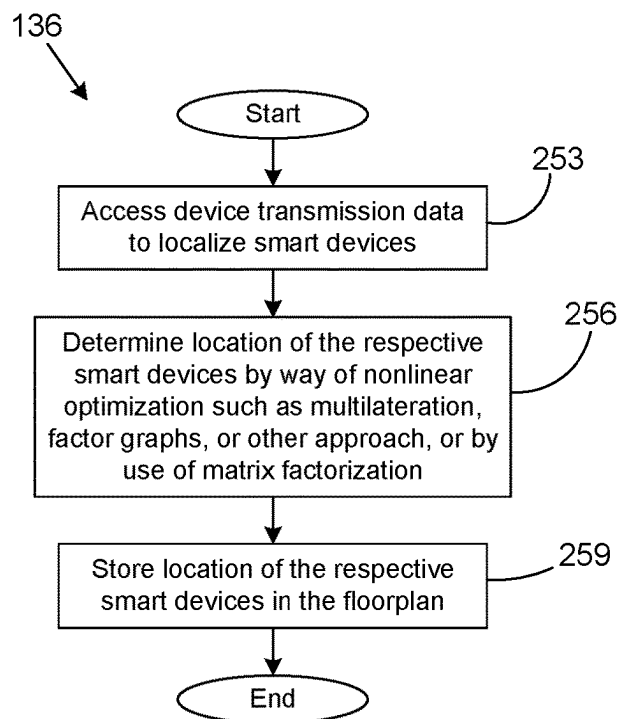 136
Start
253
Access device transmission data
to localize smart devices
256
Determine location of the respective
smart devices by way of nonlinear
optimization such as multilateration,
factor graphs, or other approach, or by
use of matrix factorization
259
Store location of the respective
smart devices in the floorplan
End